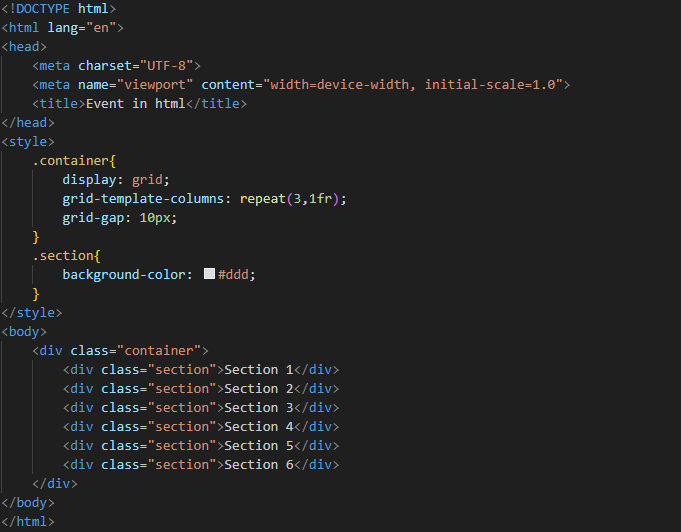 <!DOCTYPE html>
<html lang="en">
<head>
    <meta charset="UTF-8">
    <meta name="viewport" content="width=device-width, initial-scale=1.0">
    <title>Event in html</title>
</head>
<style>
    .container{
        display: grid;
        grid-template-columns: repeat(3,1fr);
        grid-gap: 10px;
    }
    .section{
        background-color: #ddd;
    }
</style>
<body>
    <div class="container">
        <div class="section">Section 1</div>
        <div class="section">Section 2</div>
        <div class="section">Section 3</div>
        <div class="section">Section 4</div>
        <div class="section">Section 5</div>
        <div class="section">Section 6</div>
    </div>
</body>
</html>